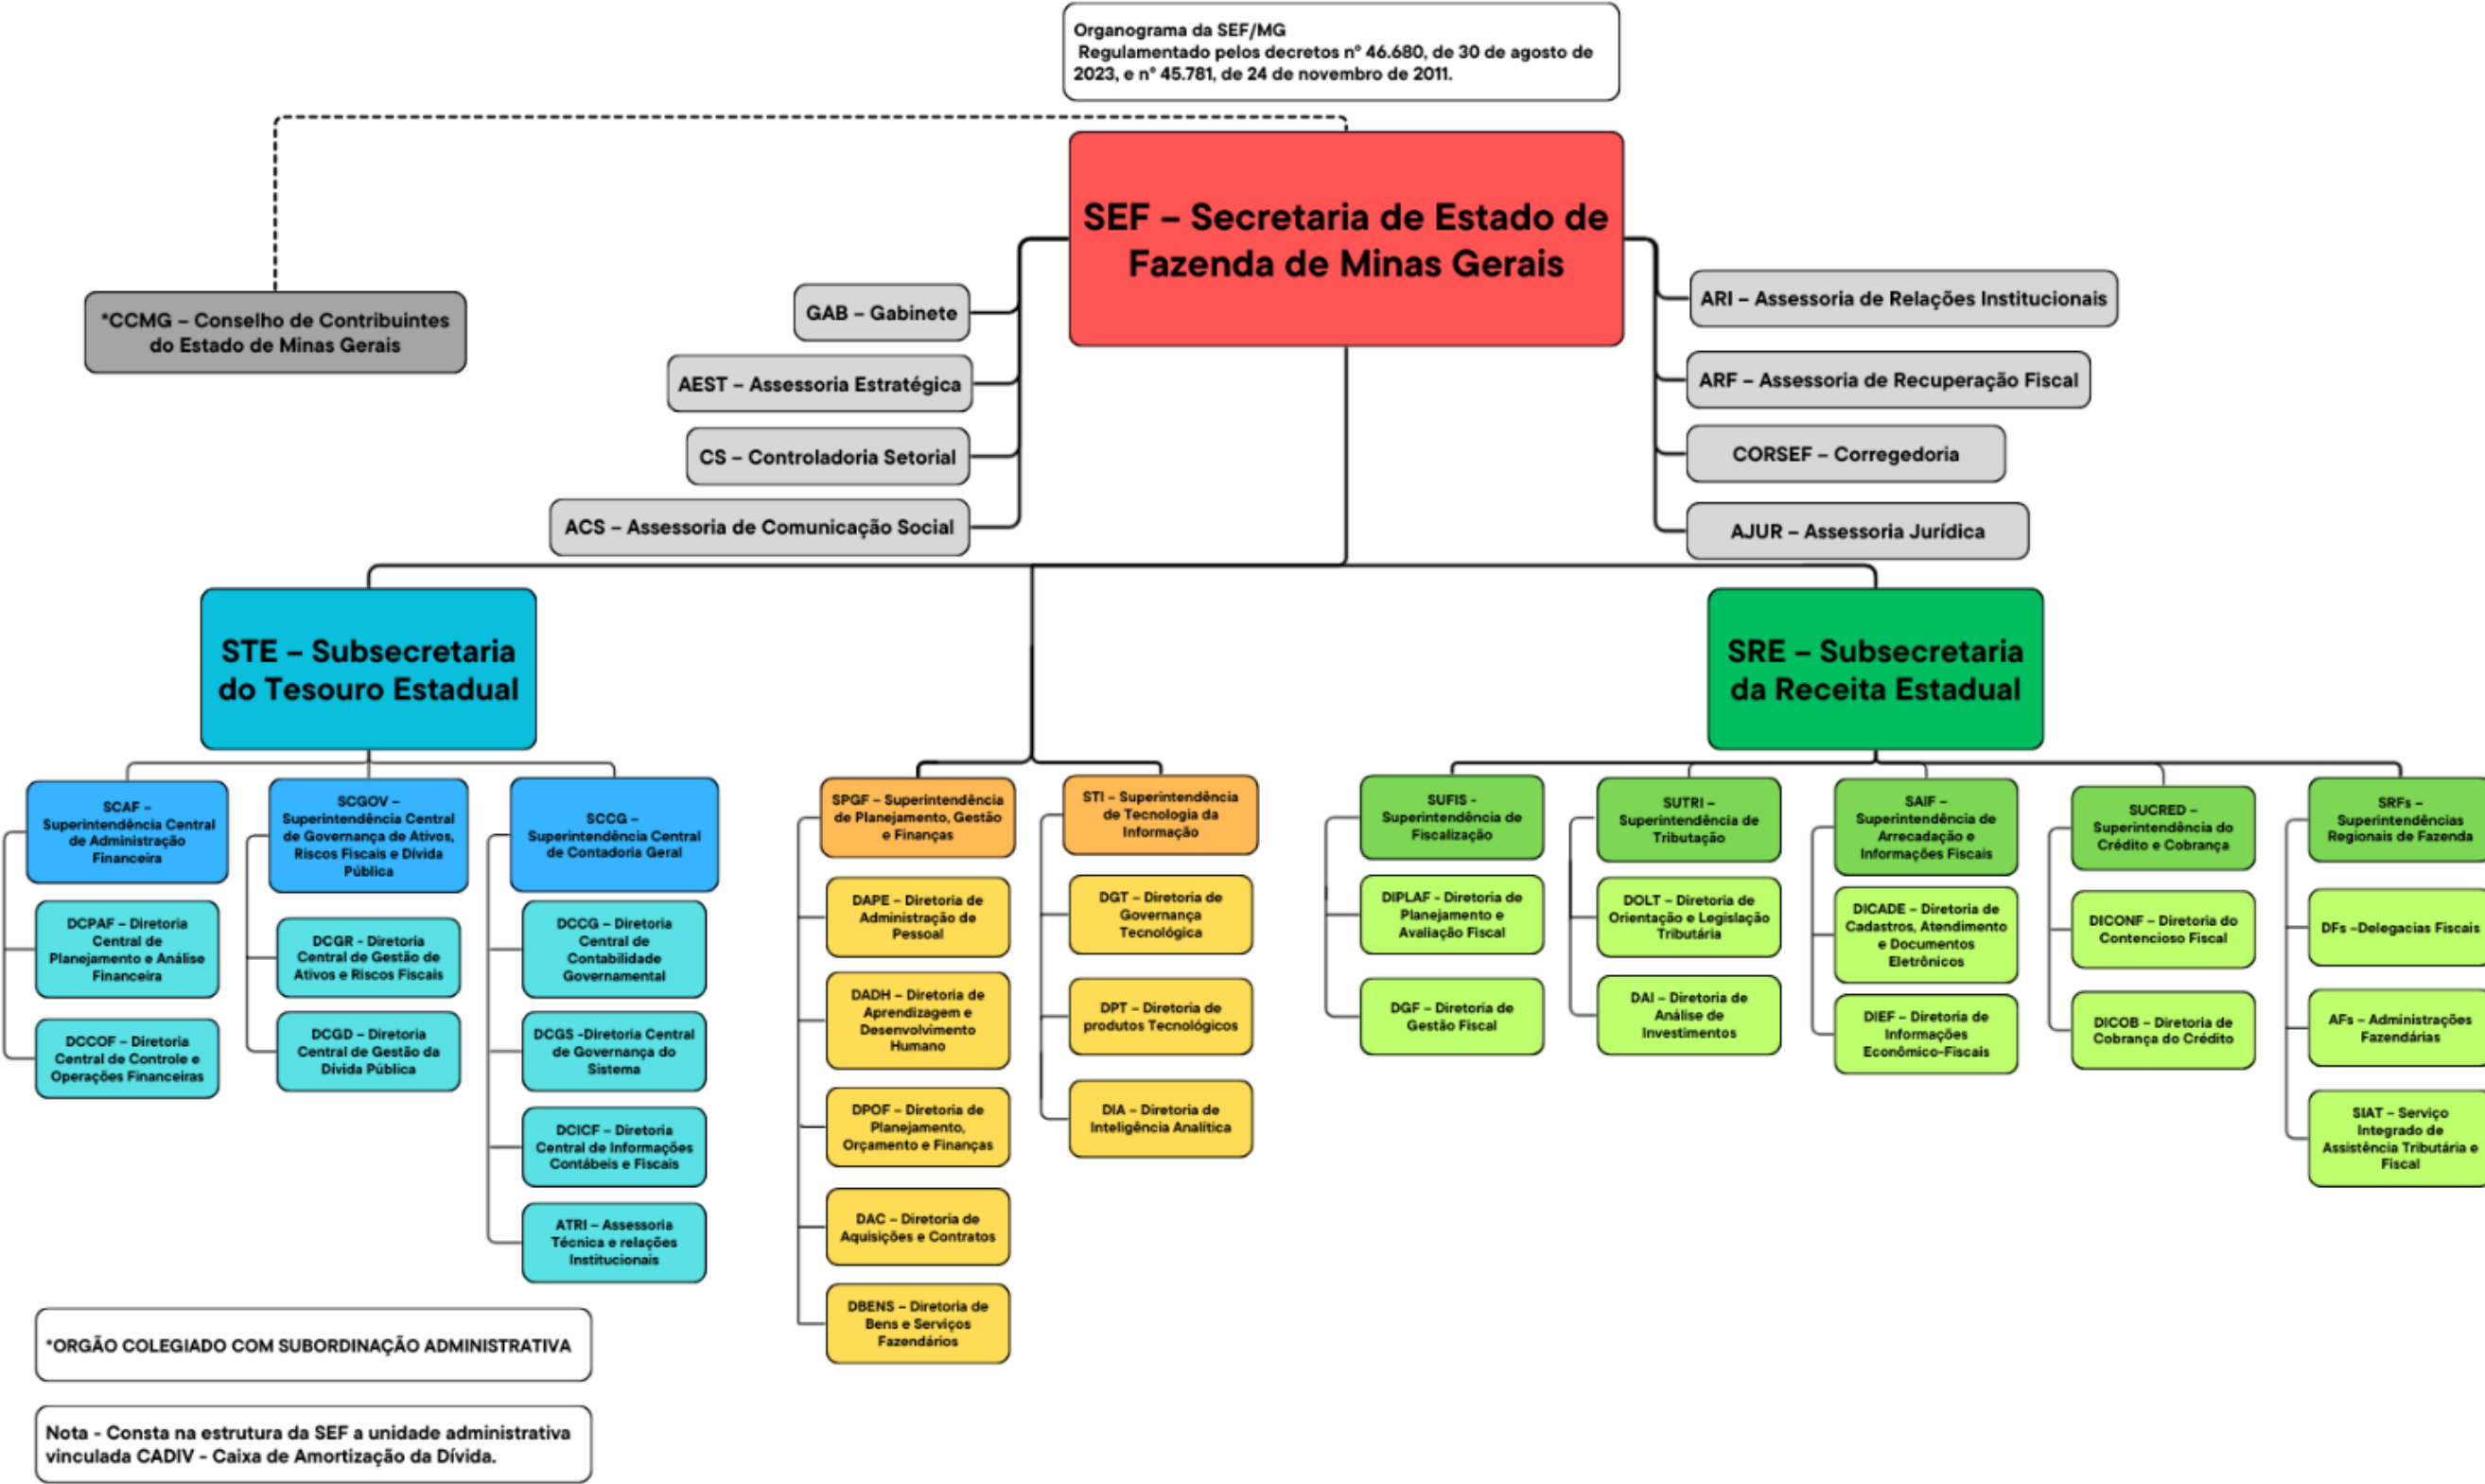 Organograma da SEF/MG
Regulamentado pelos decretos nº 46.680, de 30 de agosto de
2023, e nº 45.781, de 24 de novembro de 2011.
SEF – Secretaria de Estado de
Fazenda de Minas Gerais
*CCMG – Conselho de Contribuintes
do Estado de Minas Gerais
GAB – Gabinete
AEST – Assessoria Estratégica
CS – Controladoria Setorial
ACS – Assessoria de Comunicação Social
ARI – Assessoria de Relações Institucionais
ARF – Assessoria de Recuperação Fiscal
CORSEF – Corregedoria
AJUR – Assessoria Jurídica
STE – Subsecretaria
do Tesouro Estadual
SRE – Subsecretaria
da Receita Estadual
SCAF –
Superintendência Central
de Administração
Financeira
DCPAF – Diretoria
Central de
Planejamento e Análise
Financeira
DCCOF – Diretoria
Central de Controle e
Operações Financeiras
SCGOV –
Superintendência Central
de Governança de Ativos,
Riscos Fiscais e Dívida
Pública
DCGR - Diretoria
Central de Gestão de
Ativos e Riscos Fiscais
DCGD – Diretoria
Central de Gestão da
Dívida Pública
SCCG –
Superintendência Central
de Contadoria Geral
DCCG – Diretoria
Central de
Contabilidade
Governamental
DCGS -Diretoria Central
de Governança do
Sistema
DCICF – Diretoria
Central de Informações
Contábeis e Fiscais
ATRI – Assessoria
Técnica e relações
Institucionais
SPGF – Superintendência
de Planejamento, Gestão
e Finanças
DAPE – Diretoria de
Administração de
Pessoal
DADH – Diretoria de
Aprendizagem e
Desenvolvimento
Humano
DPOF – Diretoria de
Planejamento,
Orçamento e Finanças
DAC – Diretoria de
Aquisições e Contratos
DBENS – Diretoria de
Bens e Serviços
Fazendários
STI – Superintendência
de Tecnologia da
Informação
DGT – Diretoria de
Governança
Tecnológica
DPT – Diretoria de
produtos Tecnológicos
DIA – Diretoria de
Inteligência Analítica
SUFIS -
Superintendência de
Fiscalização
DIPLAF - Diretoria de
Planejamento e
Avaliação Fiscal
DGF – Diretoria de
Gestão Fiscal
SUTRI –
Superintendência de
Tributação
DOLT – Diretoria de
Orientação e Legislação
Tributária
DAI – Diretoria de
Análise de
Investimentos
SAIF –
Superintendência de
Arrecadação e
Informações Fiscais
DICADE – Diretoria de
Cadastros, Atendimento
e Documentos
Eletrônicos
DIEF – Diretoria de
Informações
Econômico-Fiscais
SUCRED –
Superintendência do
Crédito e Cobrança
DICONF – Diretoria do
Contencioso Fiscal
DICOB – Diretoria de
Cobrança do Crédito
SRFs –
Superintendências
Regionais de Fazenda
DFs –Delegacias Fiscais
AFs – Administrações
Fazendárias
SIAT – Serviço
Integrado de
Assistência Tributária e
Fiscal
*ORGÃO COLEGIADO COM SUBORDINAÇÃO ADMINISTRATIVA
Nota - Consta na estrutura da SEF a unidade administrativa
vinculada CADIV - Caixa de Amortização da Dívida.